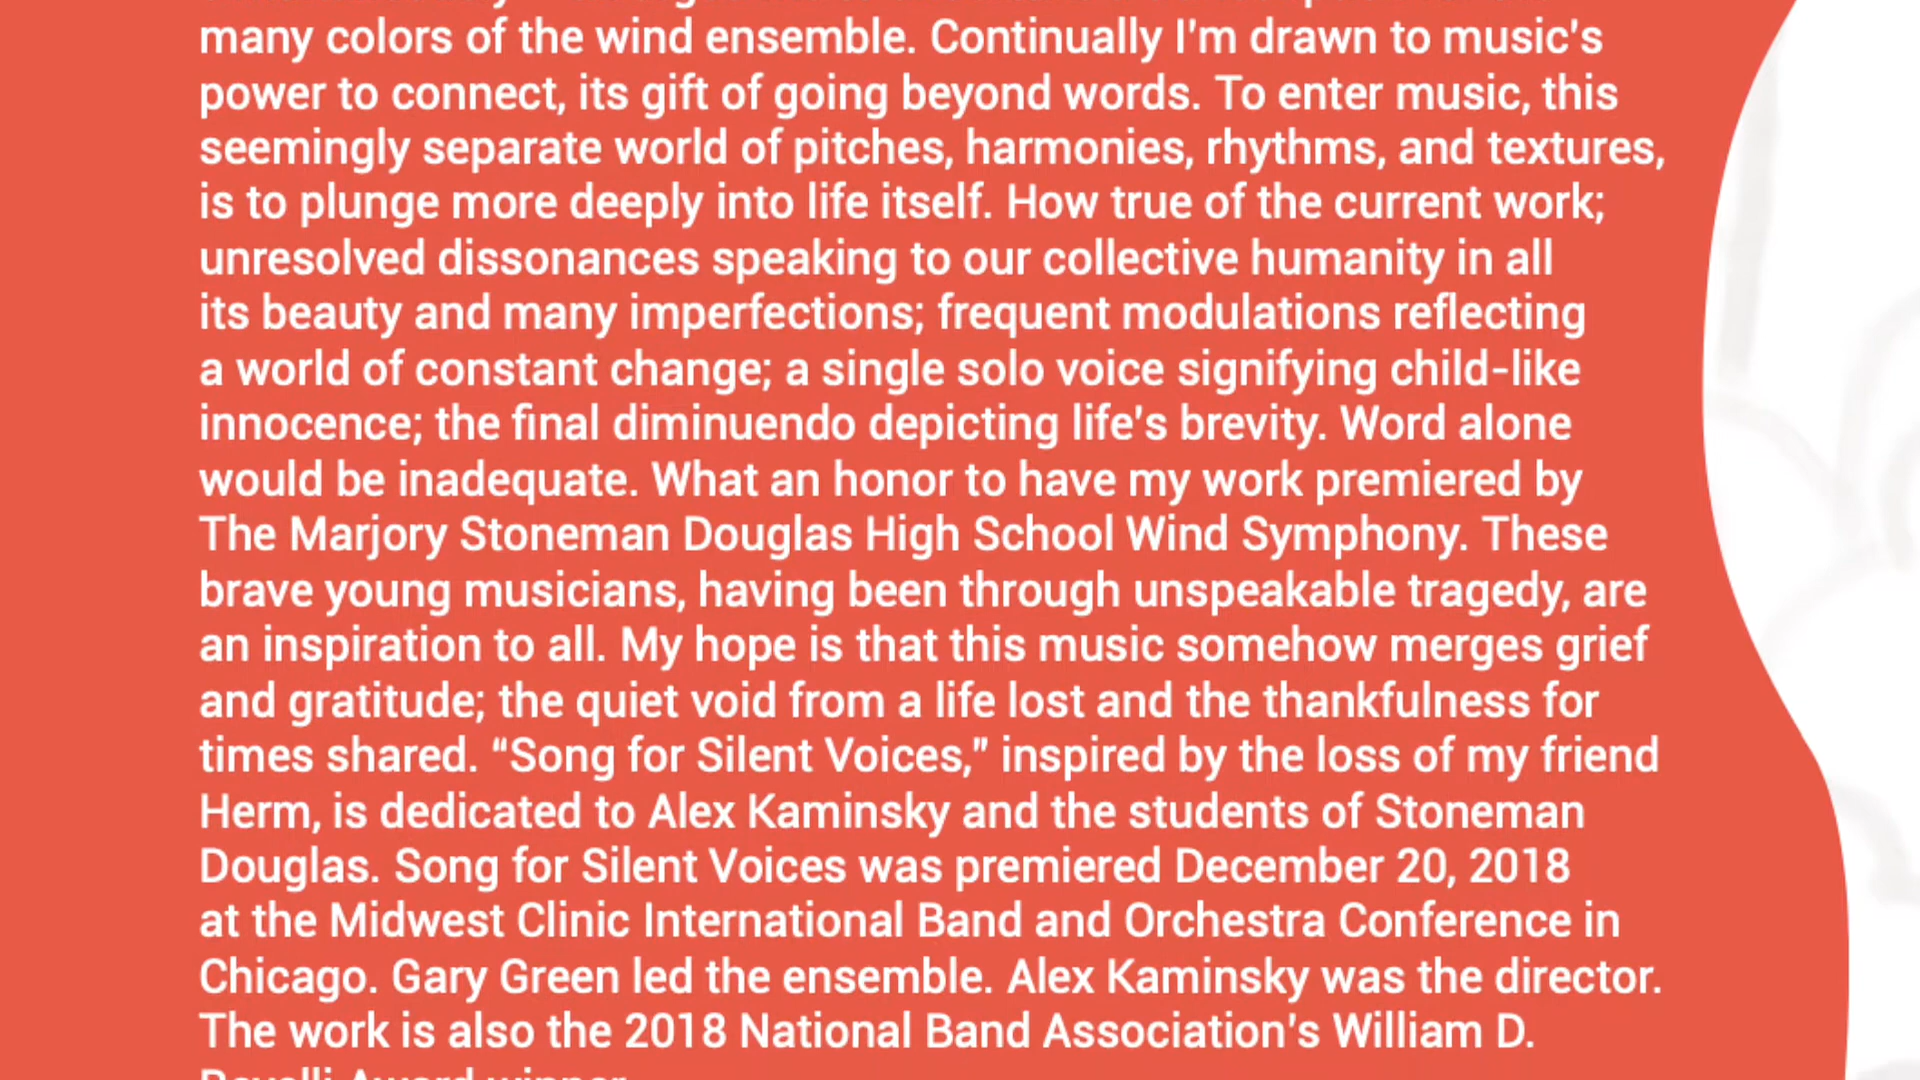 many colors of the wind ensemble. Continually I'm drawn to music's
power to connect, its gift of going beyond words. To enter music, this
seemingly separate world of pitches, harmonies, rhythms, and textures,
is to plunge more deeply into life itself. How true of the current work;
unresolved dissonances speaking to our collective humanity in all
its beauty and many imperfections; frequent modulations reflecting
a world of constant change; a single solo voice signifying child-like
innocence; the final diminuendo depicting life's brevity. Word alone
would be inadequate. What an honor to have my work premiered by
The Marjory Stoneman Douglas High School Wind Symphony. These
brave young musicians, having been through unspeakable tragedy, are
an inspiration to all. My hope is that this music somehow merges grief
and gratitude; the quiet void from a life lost and the thankfulness for
times shared. “Song for Silent Voices,” inspired by the loss of my friend
Herm, is dedicated to Alex Kaminsky and the students of Stoneman
Douglas. Song for Silent Voices was premiered December 20, 2018
at the Midwest Clinic International Band and Orchestra Conference in
Chicago. Gary Green led the ensemble. Alex Kaminsky was the director.
The work is also the 2018 National Band Association's William D.
Revelli Award winner